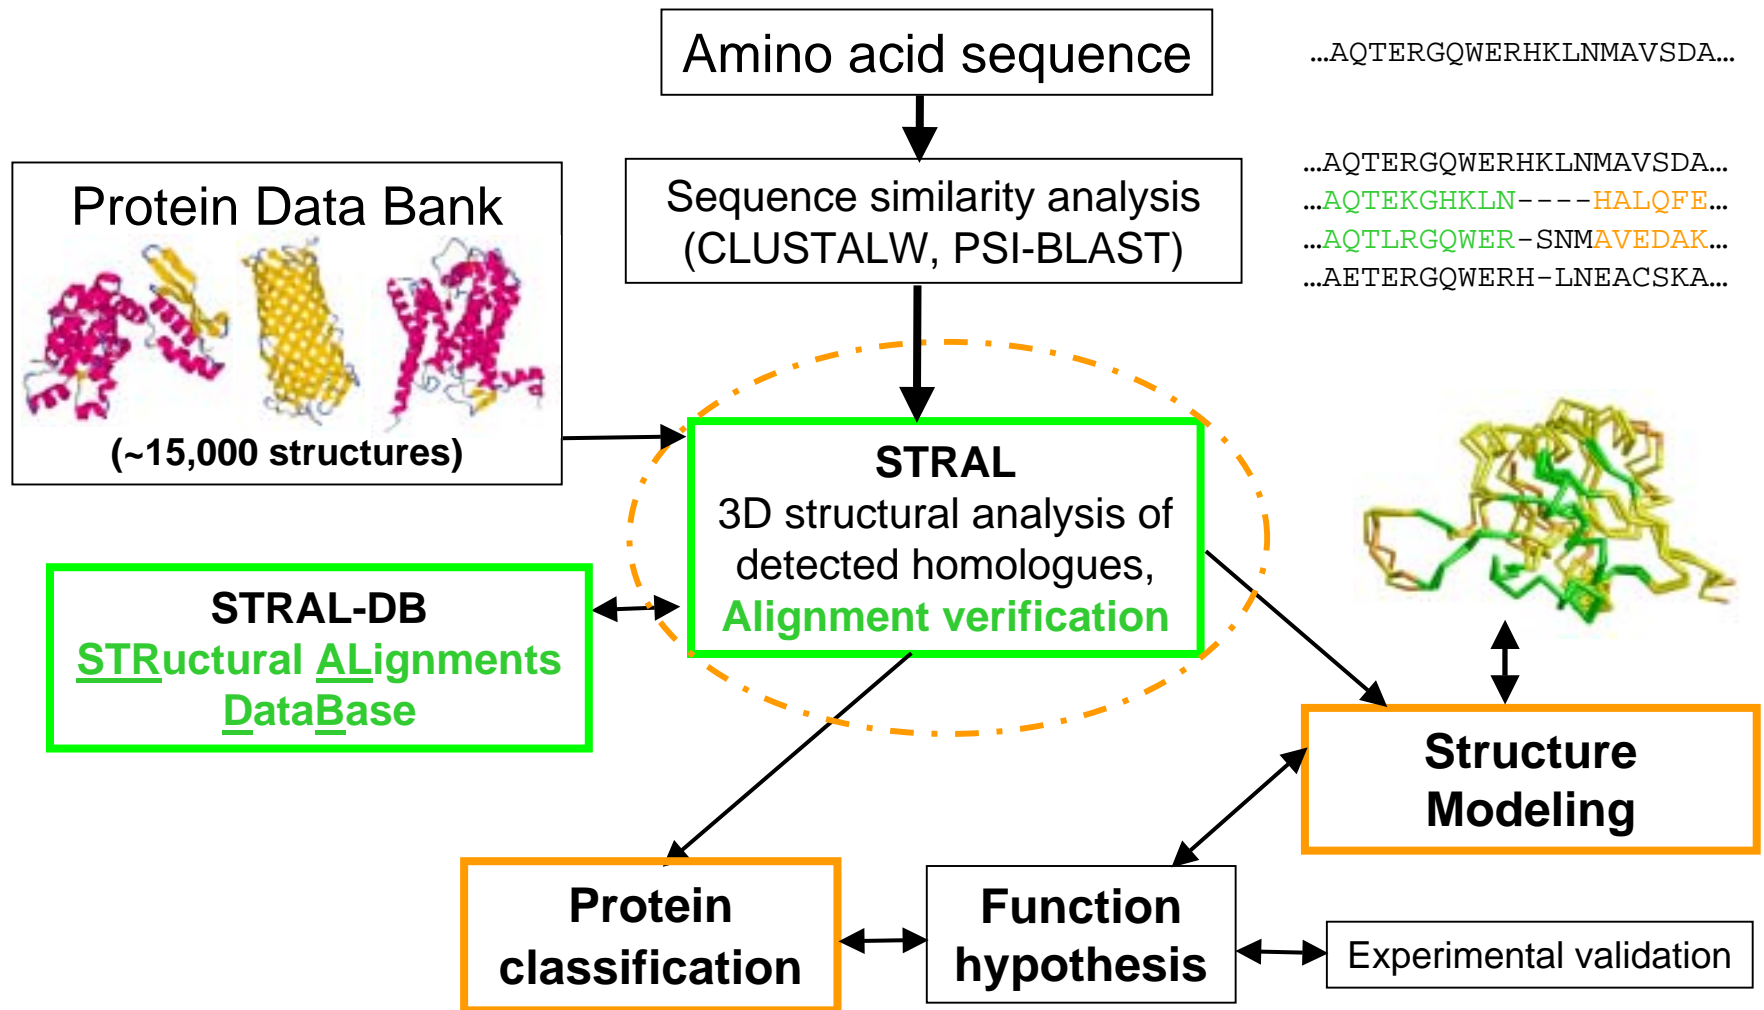 Amino acid sequence
…AQTERGQWERHKLNMAVSDA…
Sequence similarity analysis
(CLUSTALW, PSI-BLAST)
…AQTERGQWERHKLNMAVSDA…
…AQTEKGHKLN----HALQFE…
…AQTLRGQWER-SNMAVEDAK…
…AETERGQWERH-LNEACSKA…
Protein Data Bank
(~15,000 structures)
STRAL
3D structural analysis of
detected homologues,
Alignment verification
STRAL-DB
STRuctural ALignments
DataBase
Structure
Modeling
Protein
classification
Function
hypothesis
Experimental validation